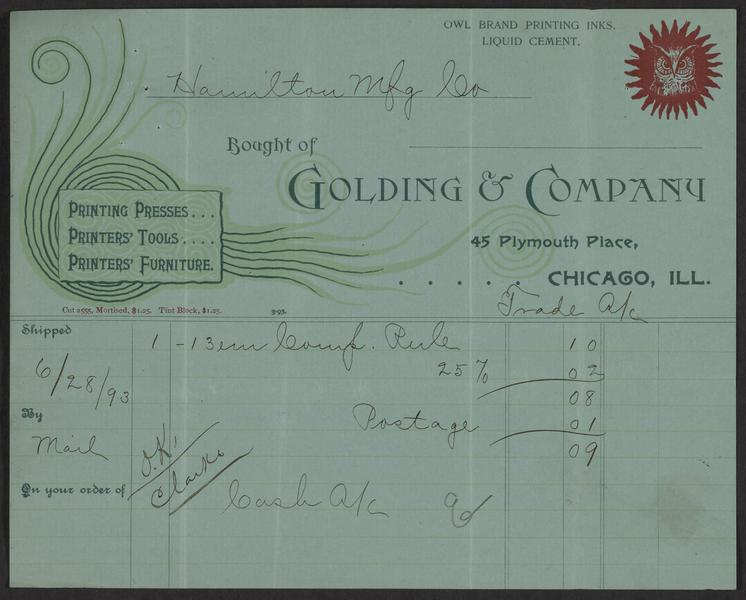 OWL BRAND PRINTING INKS.
LIQUID CEMENT.
Hamilton Mfg Co
Bought of
GOLDING & COMPANY
PRINTING PRESSES...
PRINTERS' TOOLS....
PRINTERS' FURNITURE.
45 Plymouth Place,
CHICAGO, ILL.
Cut 2555, Mortised, $1.25. Tint Block, $1.25.
3-93.
Trade A/c
Shipped
1 - 13 em Comp. Rule 10
6/28/93
25% 02
08
By
Postage 01
Mail
09
O.K.
Clarke
On your order of
Cash A/c 9d